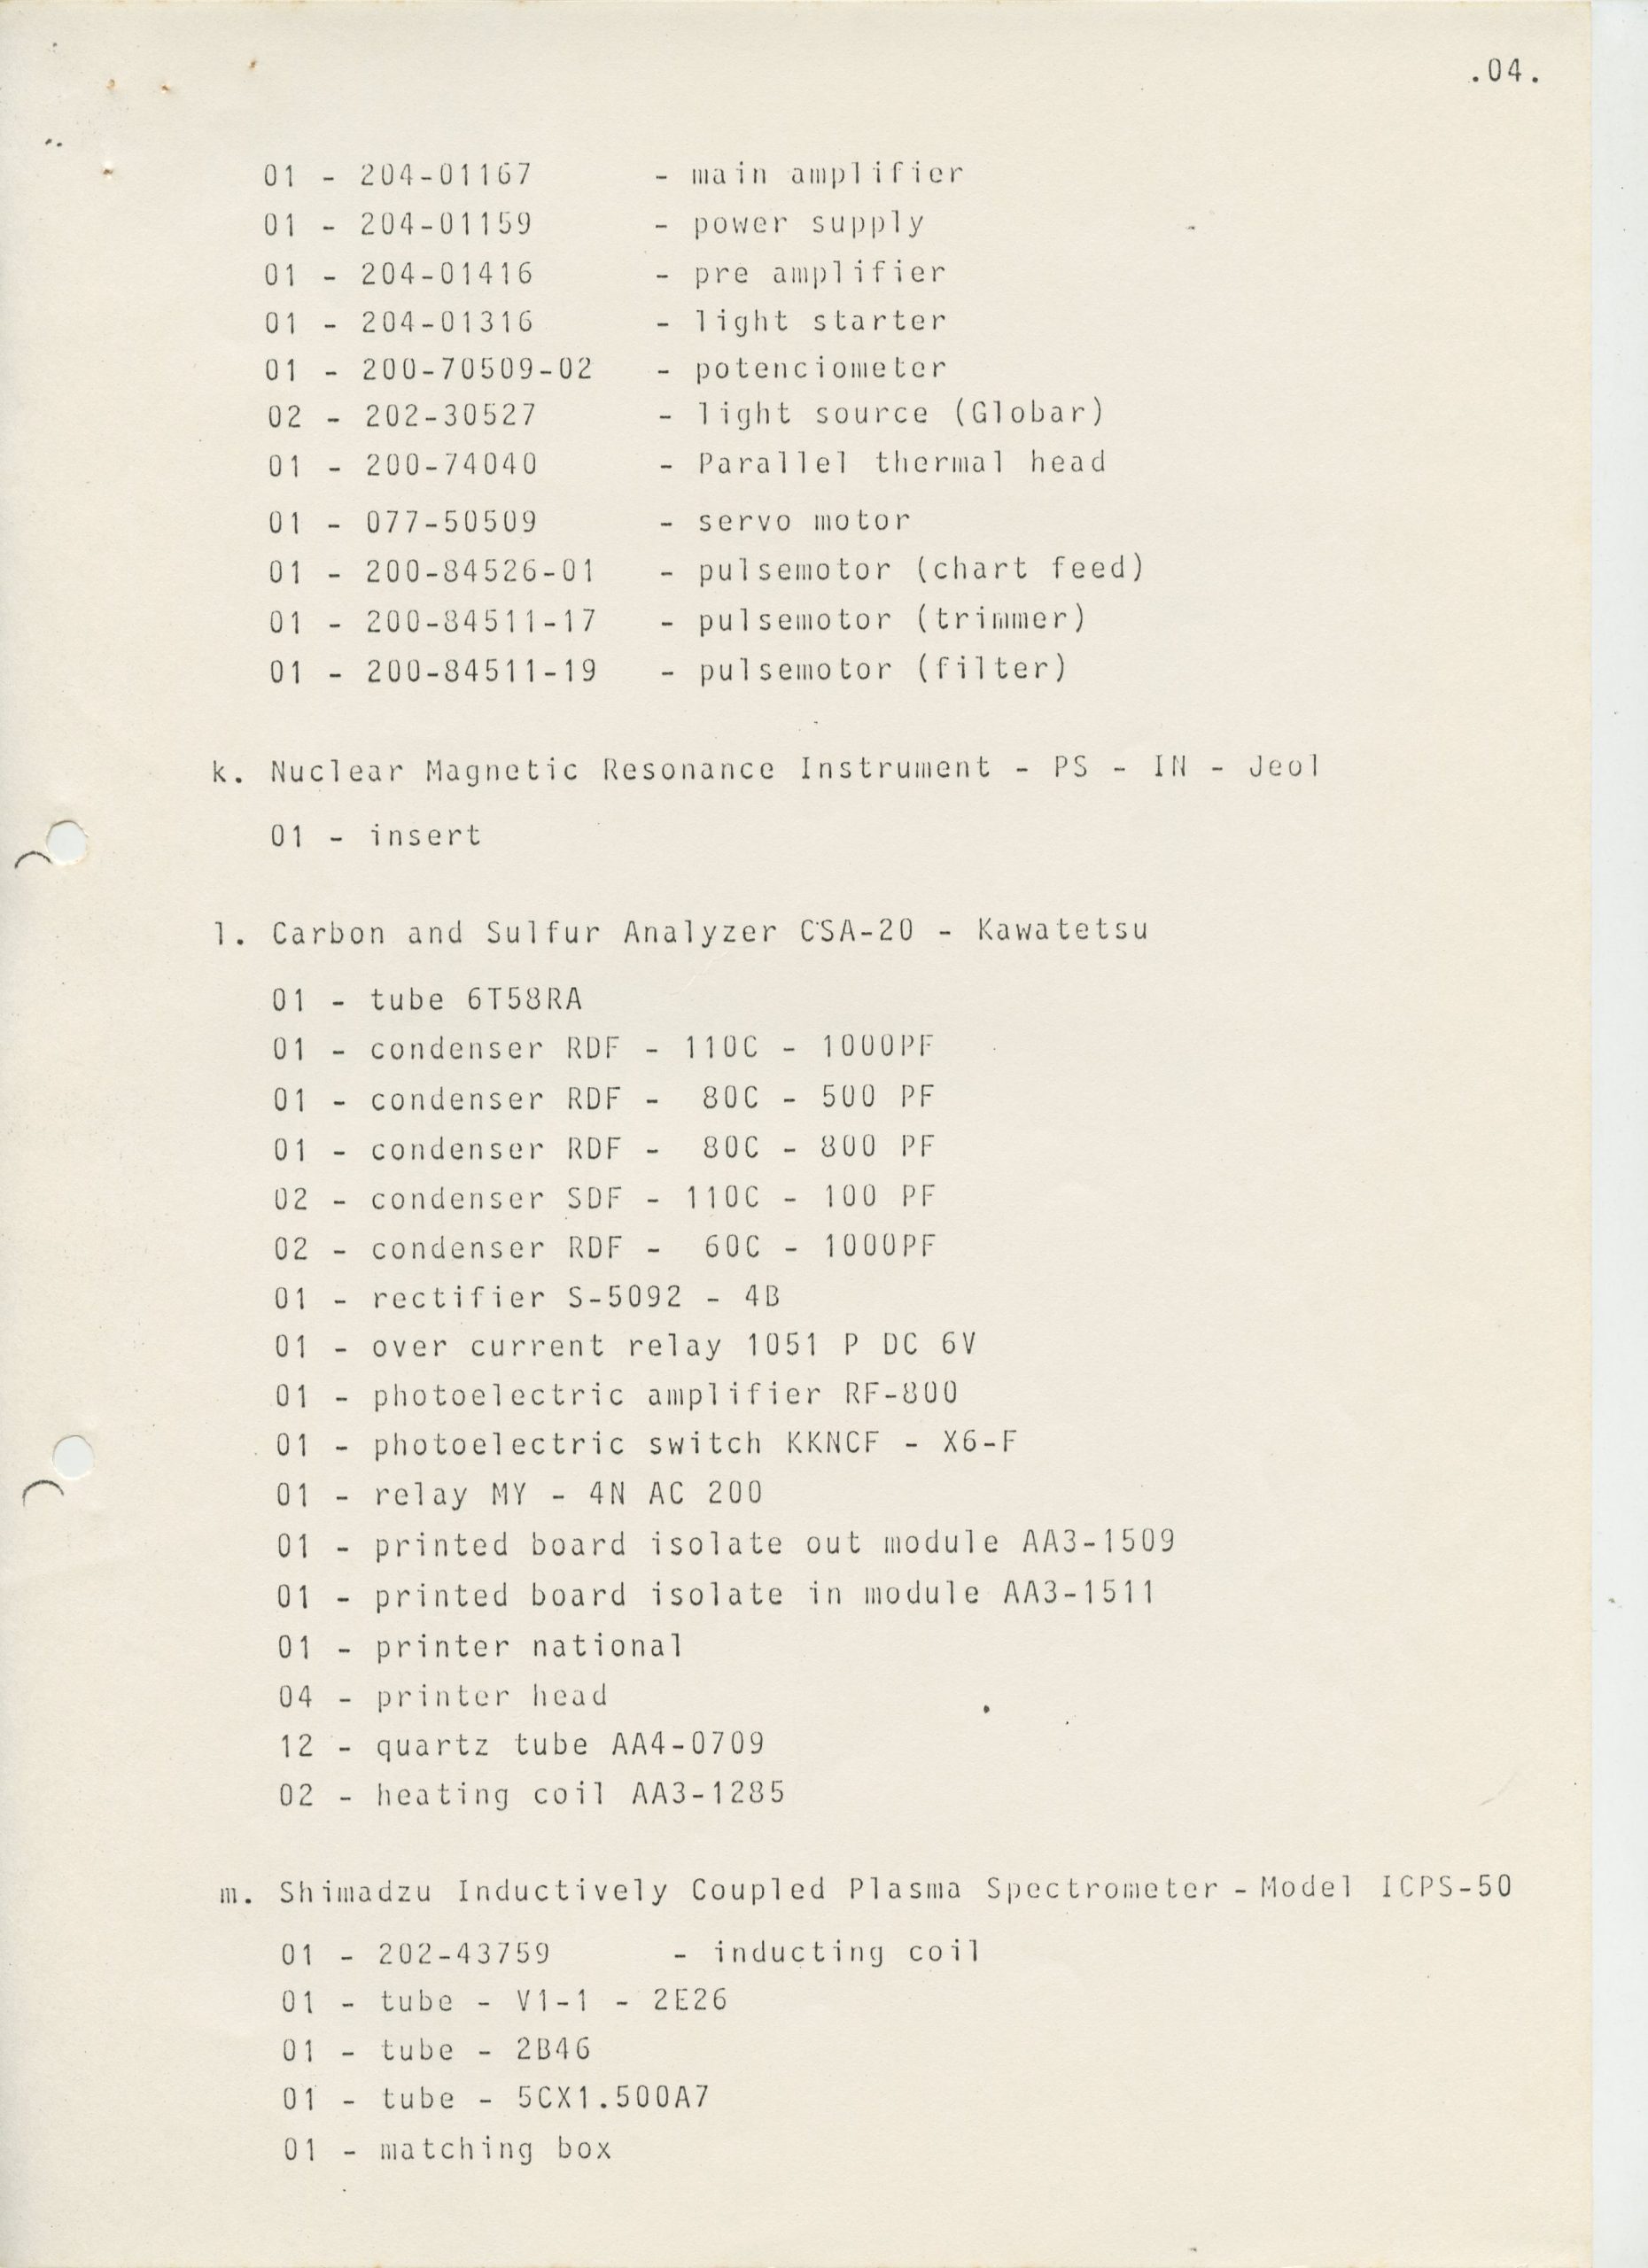 .04.
01 - 204-01167 - main amplifier
01 - 204-01159 - power supply
01 - 204-01416 - pre amplifier
01 - 204-01316 - light starter
01 - 200-70509-02 - potenciometer
02 - 202-30527 - light source (Globar)
01 - 200-74040 - Parallel thermal head
01 - 077-50509 - servo motor
01 - 200-84526-01 - pulsemotor (chart feed)
01 - 200-84511-17 - pulsemotor (trimmer)
01 - 200-84511-19 - pulsemotor (filter)
k. Nuclear Magnetic Resonance Instrument - PS - IN - Jeol
01 - insert
l. Carbon and Sulfur Analyzer CSA-20 - Kawatetsu
01 - tube 6T58RA
01 - condenser RDF - 110C - 1000PF
01 - condenser RDF - 80C - 500 PF
01 - condenser RDF - 80C - 800 PF
02 - condenser SDF - 110C - 100 PF
02 - condenser RDF - 60C - 1000PF
01 - rectifier S-5092 - 4B
01 - over current relay 1051 P DC 6V
01 - photoelectric amplifier RF-800
01 - photoelectric switch KKNCF - X6-F
01 - relay MY - 4N AC 200
01 - printed board isolate out module AA3-1509
01 - printed board isolate in module AA3-1511
01 - printer national
04 - printer head
12 - quartz tube AA4-0709
02 - heating coil AA3-1285
m. Shimadzu Inductively Coupled Plasma Spectrometer - Model ICPS-50
01 - 202-43759 - inducting coil
01 - tube - V1-1 - 2E26
01 - tube - 2B46
01 - tube - 5CX1.500A7
01 - matching box